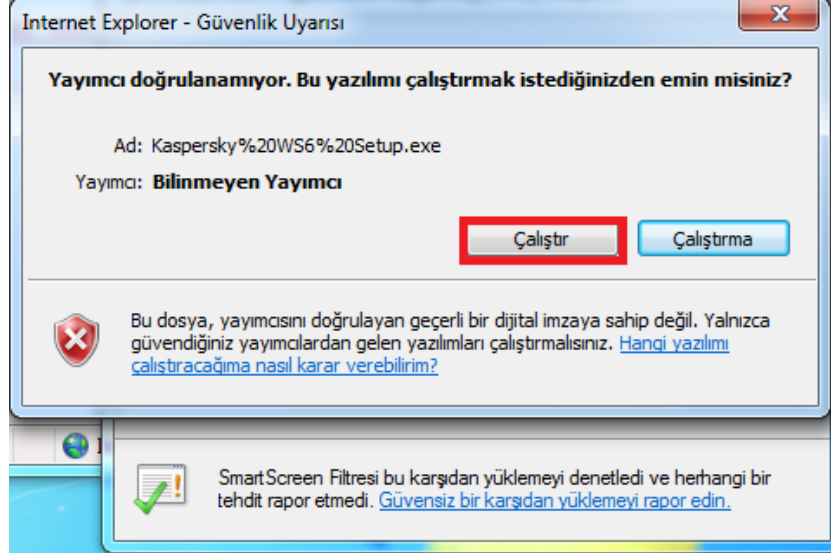 Internet Explorer - Güvenlik Uyarısı
Yayımcı doğrulanamıyor. Bu yazılımı çalıştırmak istediğinizden emin misiniz?
Ad: Kaspersky%20WS6%20Setup.exe
Yayımcı: Bilinmeyen Yayımcı
Çalıştır Çalıştırma
Bu dosya, yayımcısını doğrulayan geçerli bir dijital imzaya sahip değil. Yalnızca
güvendiğiniz yayımcılardan gelen yazılımları çalıştırmalısınız. Hangi yazılımı
çalıştıracağıma nasıl karar verebilirim?
SmartScreen Filtresi bu karşıdan yüklemeyi denetledi ve herhangi bir
tehdit rapor etmedi. Güvensiz bir karşıdan yüklemeyi rapor edin.